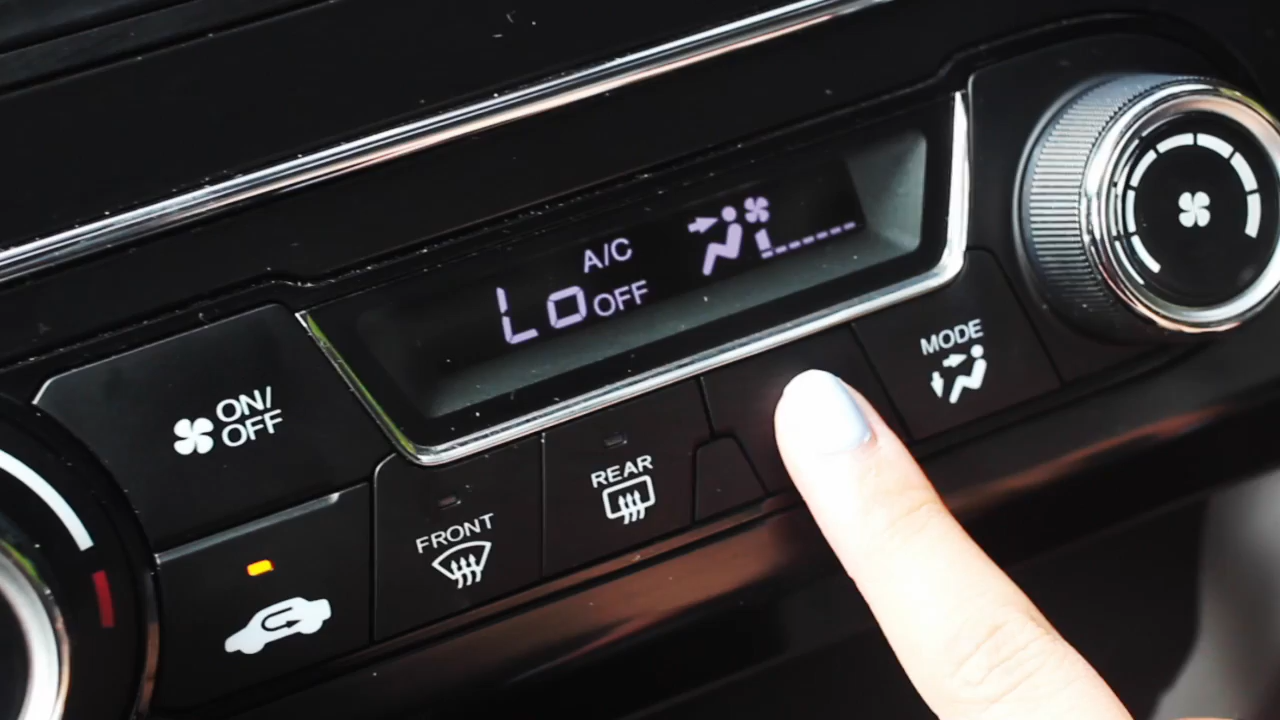 A/C
Lo OFF
ON/
OFF
MODE
REAR
FRONT